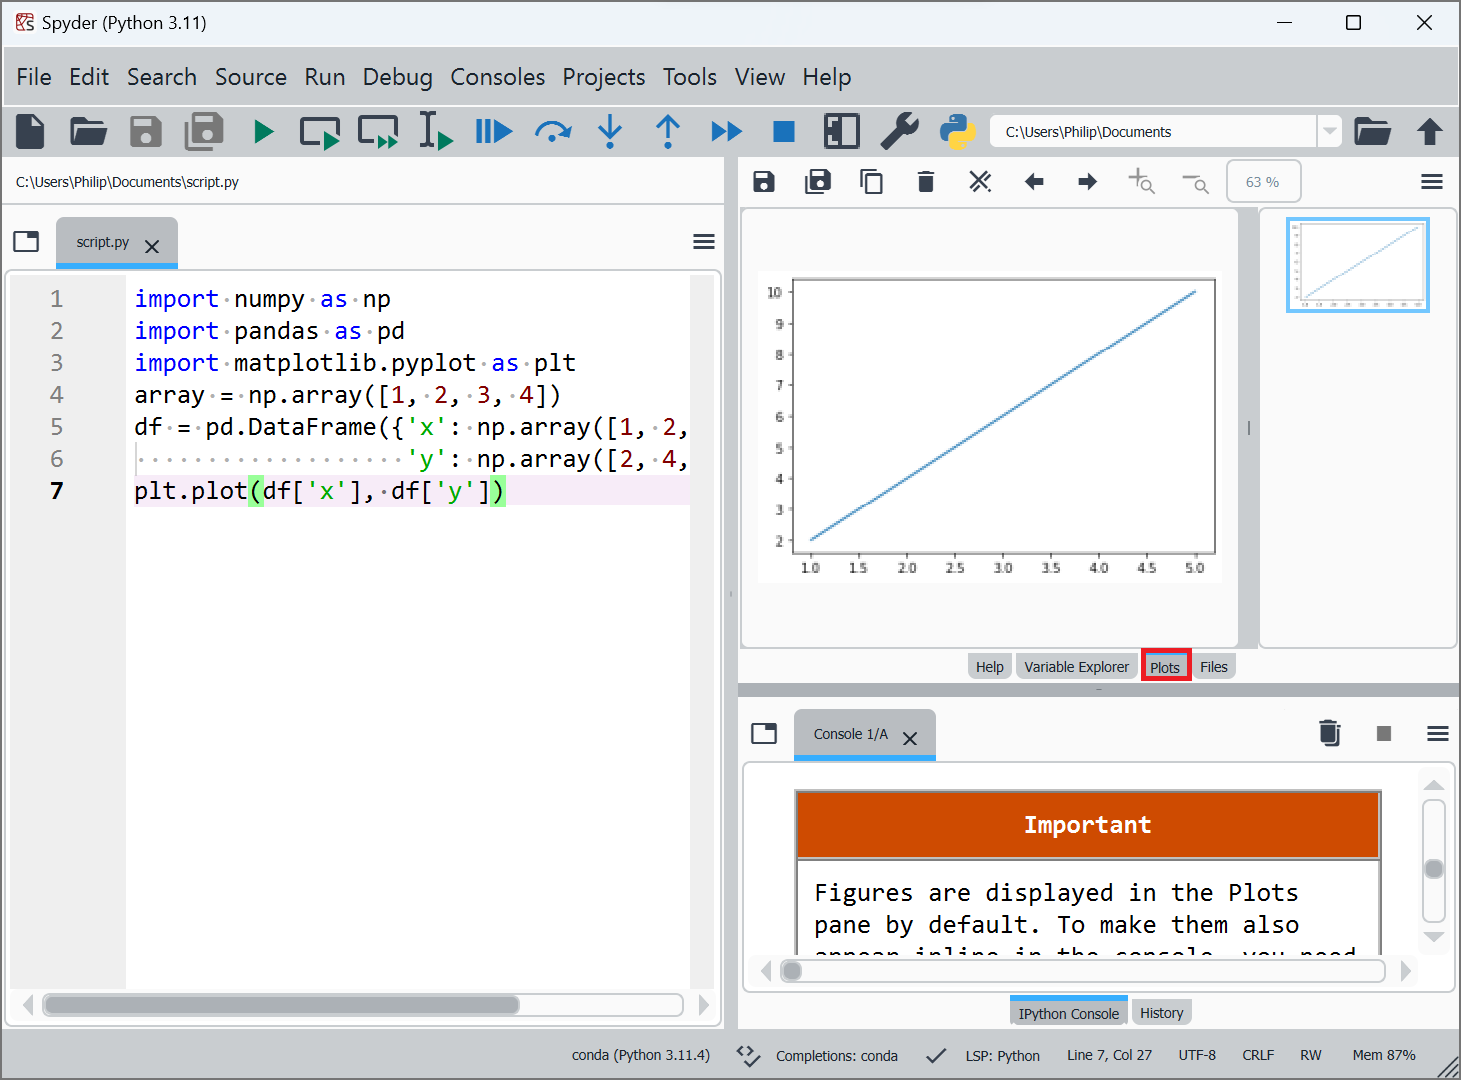 Spyder (Python 3.11)
File Edit Search Source Run Debug Consoles Projects Tools View Help
C:\Users\Philip\Documents
C:\Users\Philip\Documents\script.py
script.py
1 import numpy as np
2 import pandas as pd
3 import matplotlib.pyplot as plt
4 array = np.array([1, 2, 3, 4])
5 df = pd.DataFrame({'x': np.array([1, 2,
6 'y': np.array([2, 4,
7 plt.plot(df['x'], df['y'])
63 %
10
9
8
7
6
5
4
3
2
1.0 1.5 2.0 2.5 3.0 3.5 4.0 4.5 5.0
Help Variable Explorer Plots Files
Console 1/A
Important
Figures are displayed in the Plots
pane by default. To make them also
appear inline in the console, you need
IPython Console History
conda (Python 3.11.4) Completions: conda LSP: Python Line 7, Col 27 UTF-8 CRLF RW Mem 87%